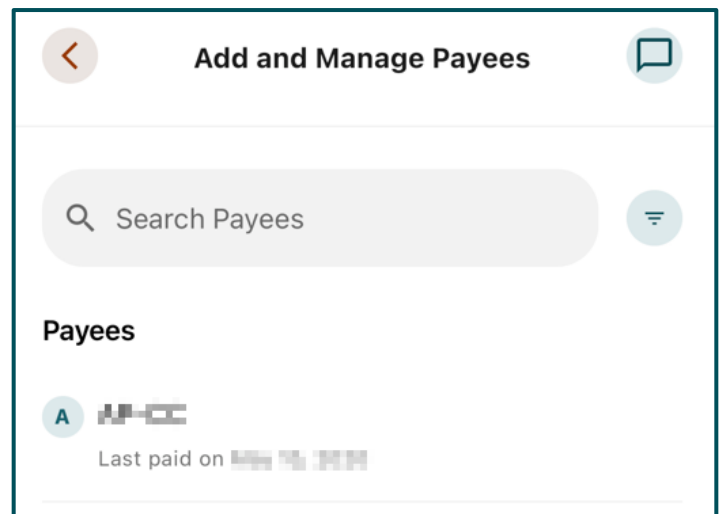 Add and Manage Payees
Search Payees
Payees
A
Last paid on